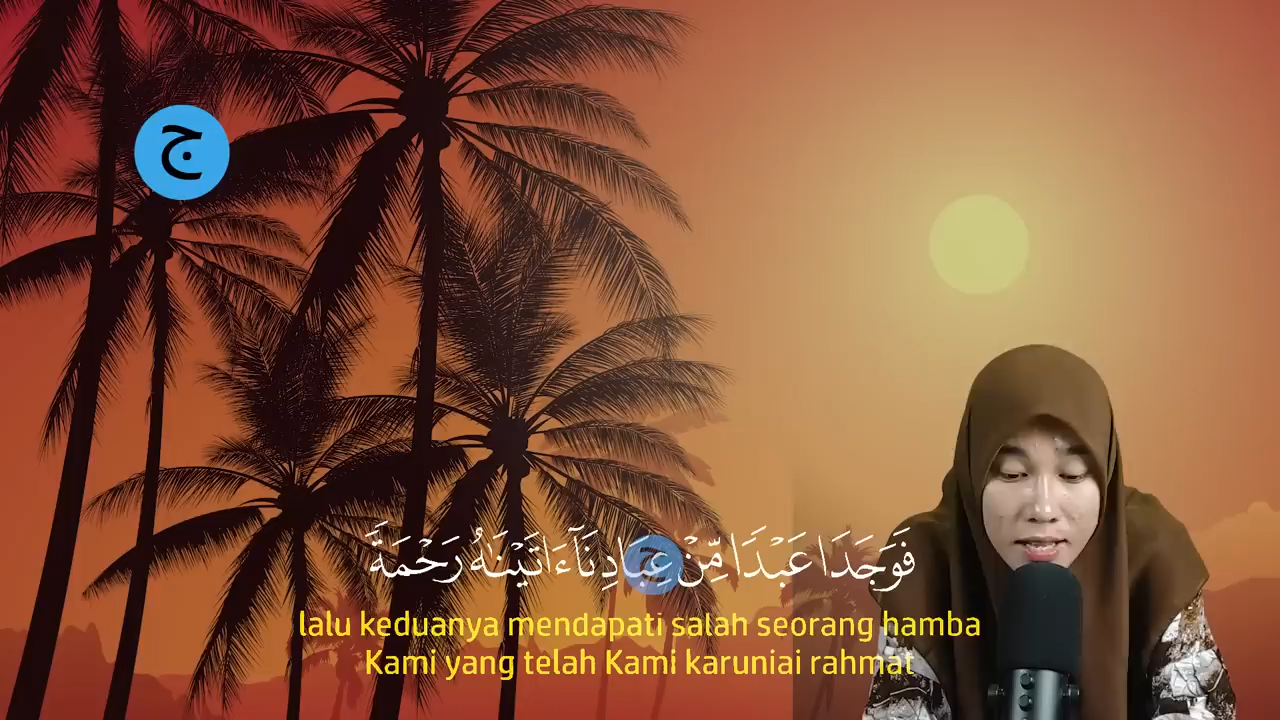 ج
فَوَجَدَا عَبْدًا مِّنْ عِبَادِنَآ ءَاتَيْنَـٰهُ رَحْمَةً
ج
lalu keduanya mendapati salah seorang hamba
Kami yang telah Kami karuniai rahmat